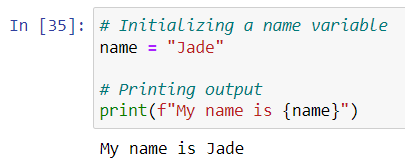 In [35]: # Initializing a name variable
name = "Jade"
# Printing output
print(f"My name is {name}")
My name is Jade